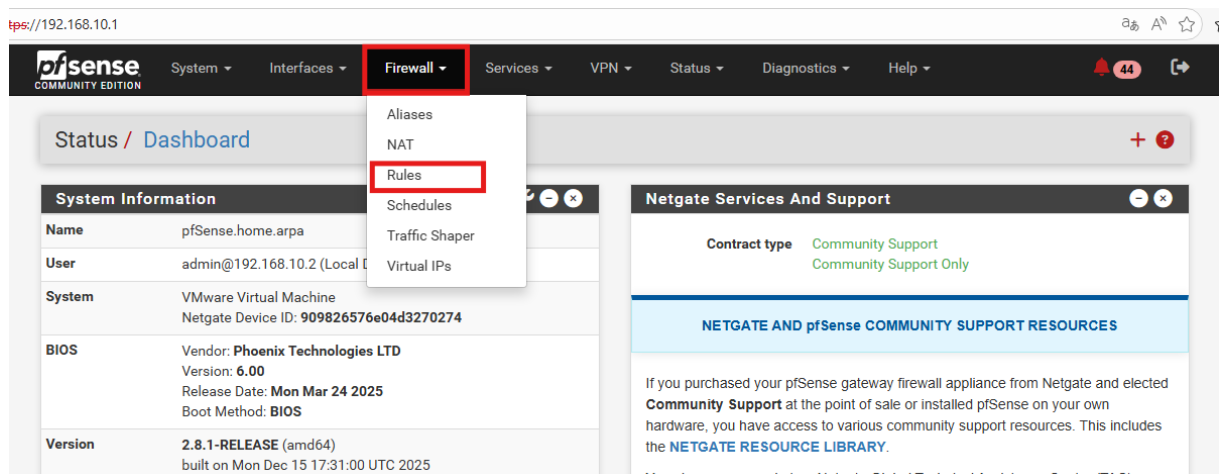 tps://192.168.10.1
pfsense
COMMUNITY EDITION
System
Interfaces
Firewall
Services
VPN
Status
Diagnostics
Help
44
Aliases
NAT
Rules
Schedules
Traffic Shaper
Virtual IPs
Status / Dashboard
System Information
Name pfSense.home.arpa
User admin@192.168.10.2 (Local
System VMware Virtual Machine
Netgate Device ID: 909826576e04d3270274
BIOS Vendor: Phoenix Technologies LTD
Version: 6.00
Release Date: Mon Mar 24 2025
Boot Method: BIOS
Version 2.8.1-RELEASE (amd64)
built on Mon Dec 15 17:31:00 UTC 2025
Netgate Services And Support
Contract type Community Support
Community Support Only
NETGATE AND pfSense COMMUNITY SUPPORT RESOURCES
If you purchased your pfSense gateway firewall appliance from Netgate and elected
Community Support at the point of sale or installed pfSense on your own
hardware, you have access to various community support resources. This includes
the NETGATE RESOURCE LIBRARY.